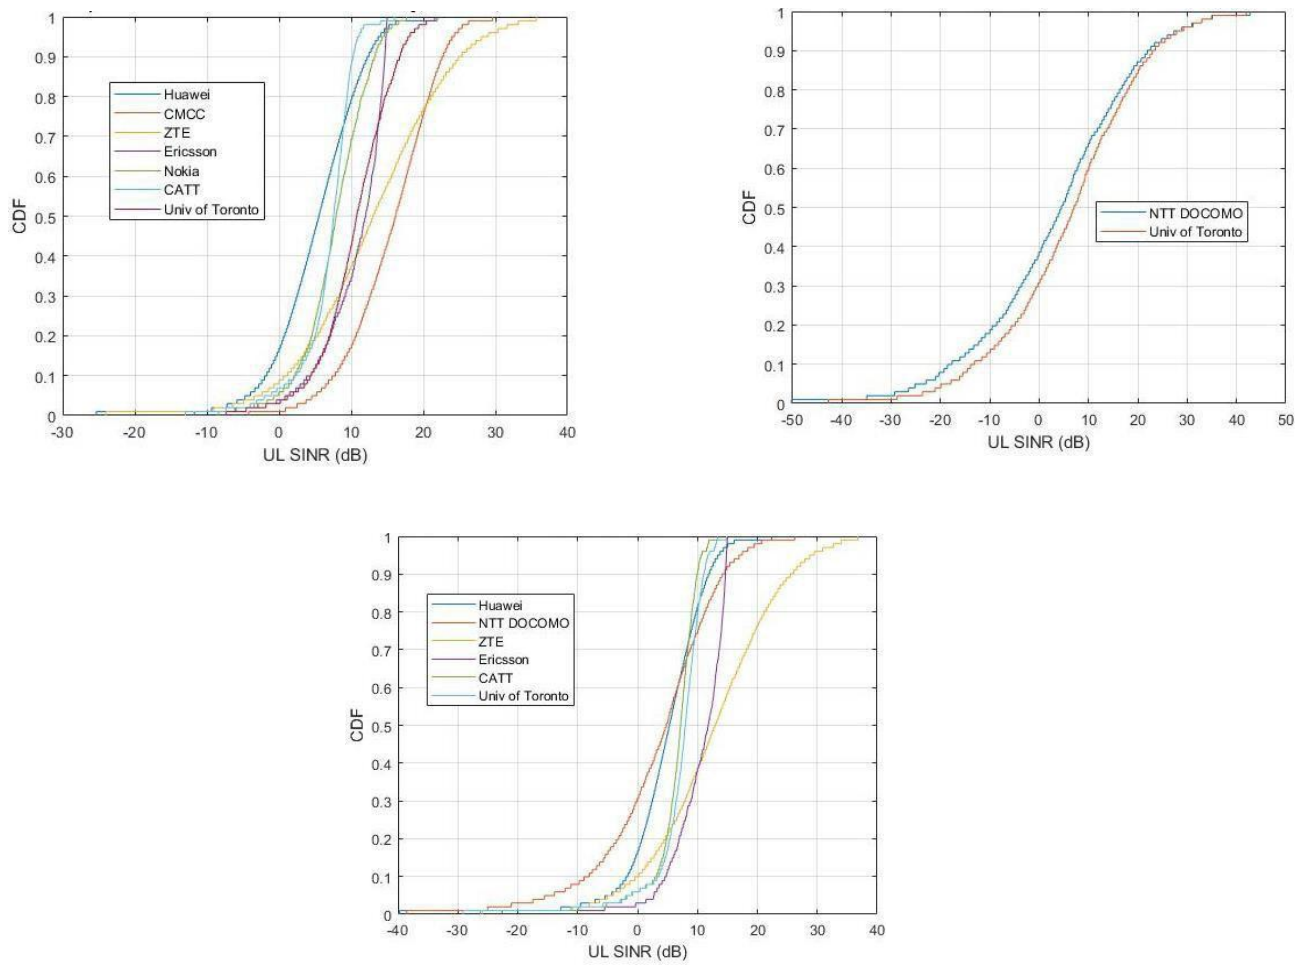 1
0.9
0.8
0.7
0.6
0.5
0.4
0.3
0.2
0.1
0
CDF
Huawei
CMCC
ZTE
Ericsson
Nokia
CATT
Univ of Toronto
-30 -20 -10 0 10 20 30 40
UL SINR (dB)
1
0.9
0.8
0.7
0.6
0.5
0.4
0.3
0.2
0.1
0
CDF
NTT DOCOMO
Univ of Toronto
-50 -40 -30 -20 -10 0 10 20 30 40 50
UL SINR (dB)
1
0.9
0.8
0.7
0.6
0.5
0.4
0.3
0.2
0.1
0
CDF
Huawei
NTT DOCOMO
ZTE
Ericsson
CATT
Univ of Toronto
-40 -30 -20 -10 0 10 20 30 40
UL SINR (dB)